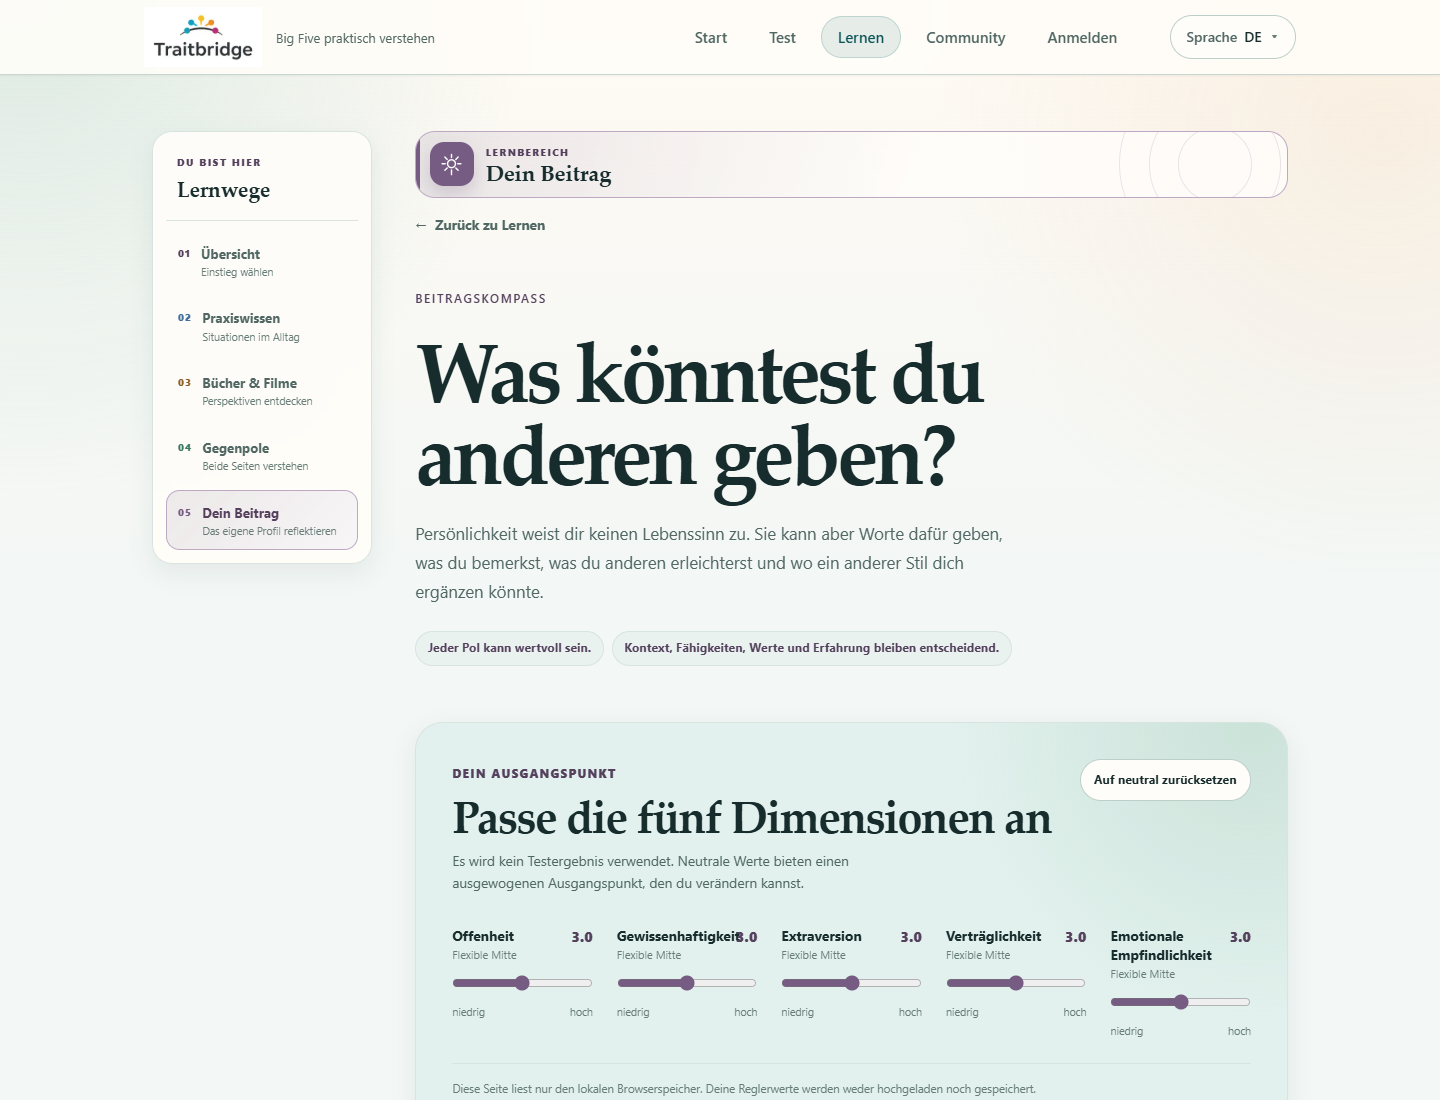 Traitbridge
Big Five praktisch verstehen
Start
Test
Lernen
Community
Anmelden
Sprache DE
DU BIST HIER
Lernwege
01 Übersicht
Einstieg wählen
02 Praxiswissen
Situationen im Alltag
03 Bücher & Filme
Perspektiven entdecken
04 Gegenpole
Beide Seiten verstehen
05 Dein Beitrag
Das eigene Profil reflektieren
LERNBEREICH
Dein Beitrag
← Zurück zu Lernen
BEITRAGSKOMPASS
Was könntest du
anderen geben?
Persönlichkeit weist dir keinen Lebenssinn zu. Sie kann aber Worte dafür geben,
was du bemerkst, was du anderen erleichterst und wo ein anderer Stil dich
ergänzen könnte.
Jeder Pol kann wertvoll sein.
Kontext, Fähigkeiten, Werte und Erfahrung bleiben entscheidend.
DEIN AUSGANGSPUNKT
Auf neutral zurücksetzen
Passe die fünf Dimensionen an
Es wird kein Testergebnis verwendet. Neutrale Werte bieten einen
ausgewogenen Ausgangspunkt, den du verändern kannst.
Offenheit 3.0
Flexible Mitte
niedrig hoch
Gewissenhaftigkeit 3.0
Flexible Mitte
niedrig hoch
Extraversion 3.0
Flexible Mitte
niedrig hoch
Verträglichkeit 3.0
Flexible Mitte
niedrig hoch
Emotionale 3.0
Empfindlichkeit
Flexible Mitte
niedrig hoch
Diese Seite liest nur den lokalen Browserspeicher. Deine Reglerwerte werden weder hochgeladen noch gespeichert.